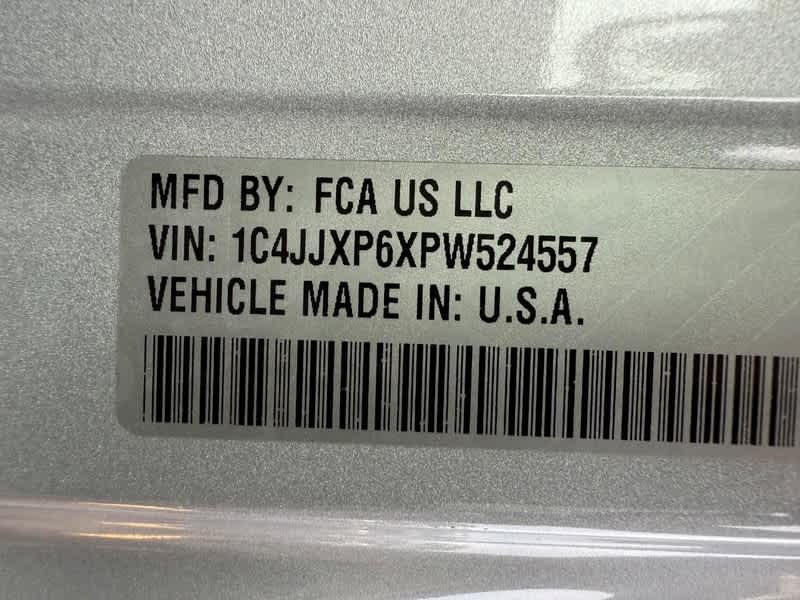 MFD BY: FCA US LLC
VIN: 1C4JJXP6XPW524557
VEHICLE MADE IN: U.S.A.